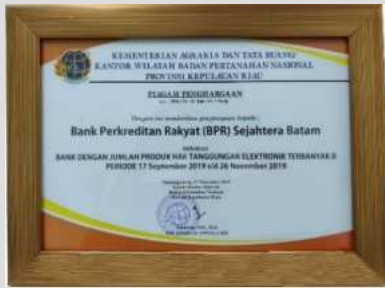 KEMENTERIAN AGRARIA DAN TATA RUANG/
KANTOR WILAYAH BADAN PERTANAHAN NASIONAL
PROVINSI KEPULAUAN RIAU
PIAGAM PENGHARGAAN
Dengan ini memberikan penghargaan kepada :
Bank Perkreditan Rakyat (BPR) Sejahtera Batam
SEBAGAI
BANK DENGAN JUMLAH PRODUK HAK TANGGUNGAN ELEKTRONIK TERBANYAK II
PERIODE 17 September 2019 s/d 26 November 2019